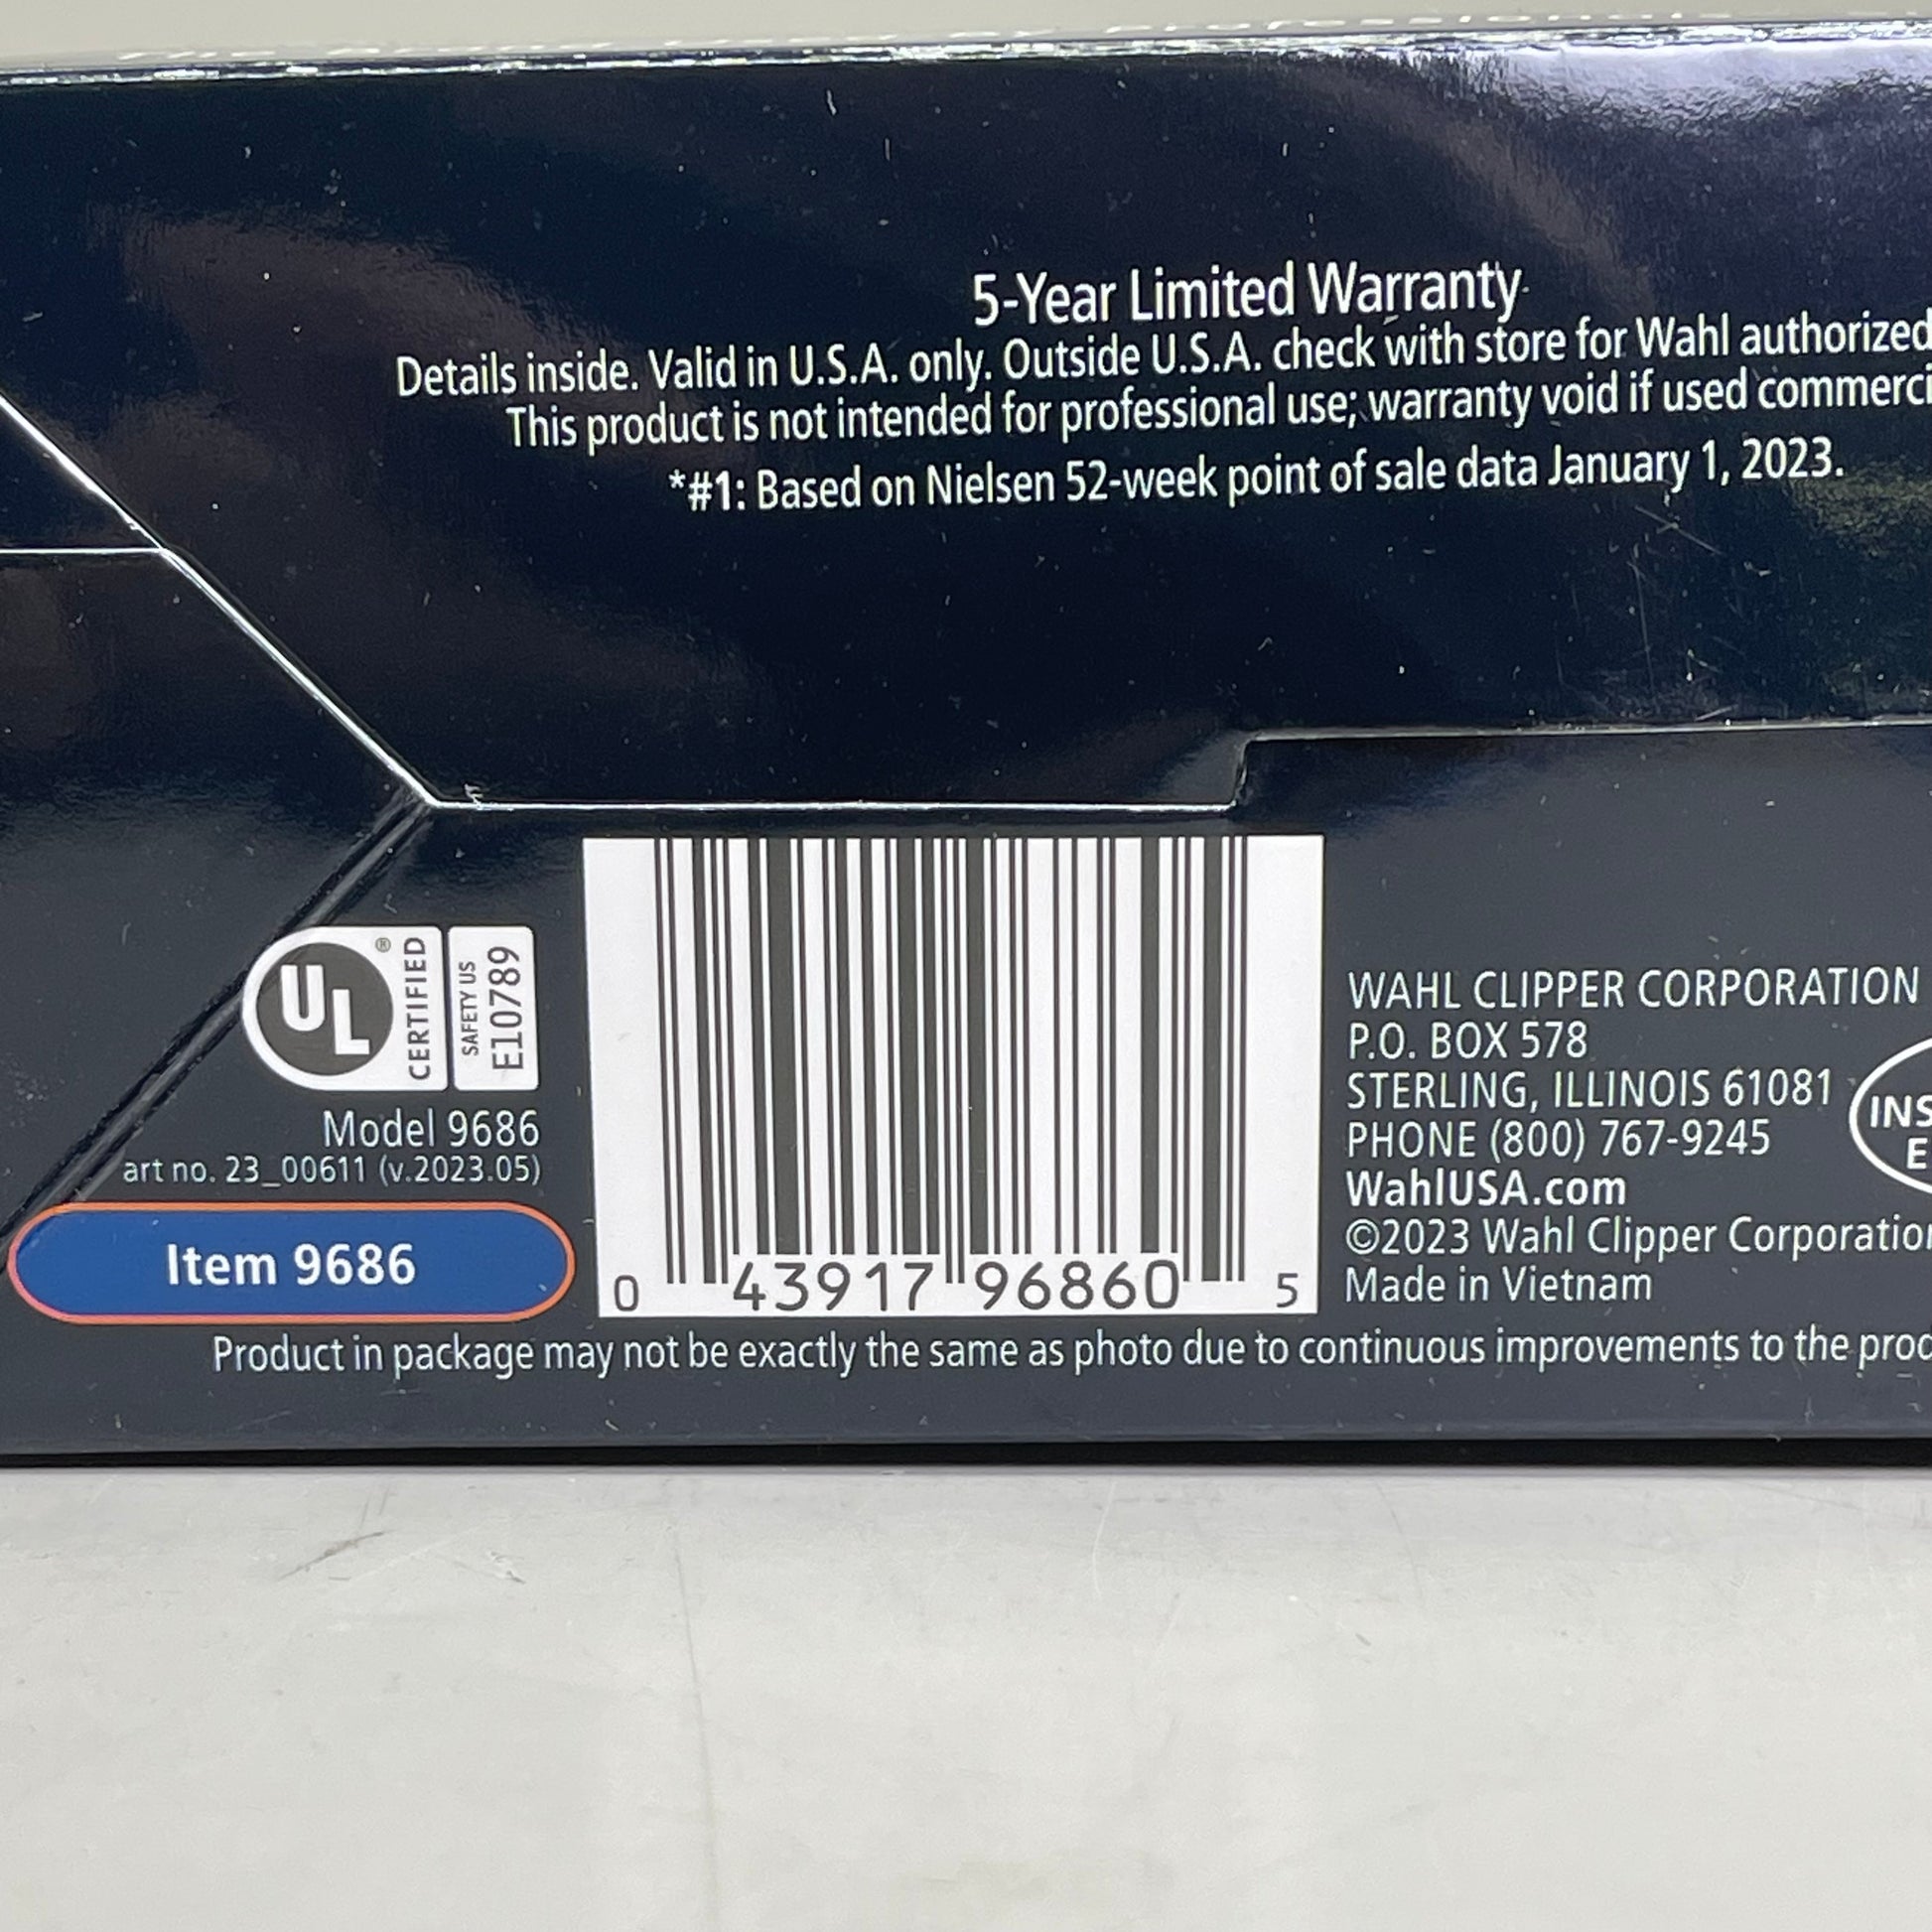 5-Year Limited Warranty
Details inside. Valid in U.S.A. only. Outside U.S.A. check with store for Wahl authorized
This product is not intended for professional use; warranty void if used commerci
*#1: Based on Nielsen 52-week point of sale data January 1, 2023.
UL ®
CERTIFIED
SAFETY US
E10789
Model 9686
art no. 23_00611 (v.2023.05)
Item 9686
0 43917 96860 5
WAHL CLIPPER CORPORATION
P.O. BOX 578
STERLING, ILLINOIS 61081
PHONE (800) 767-9245
WahlUSA.com
©2023 Wahl Clipper Corporation
Made in Vietnam
INS
E
Product in package may not be exactly the same as photo due to continuous improvements to the prod